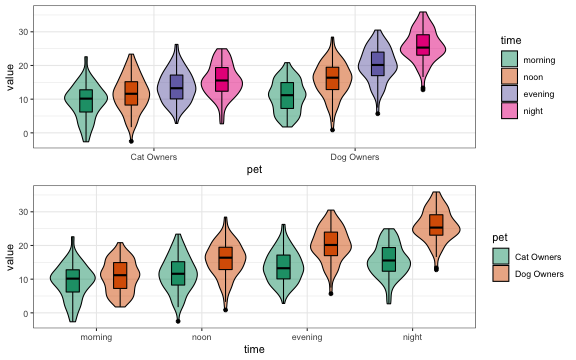 value
30
20
10
0
Cat Owners Dog Owners
pet
time
morning
noon
evening
night
value
30
20
10
0
morning noon evening night
time
pet
Cat Owners
Dog Owners